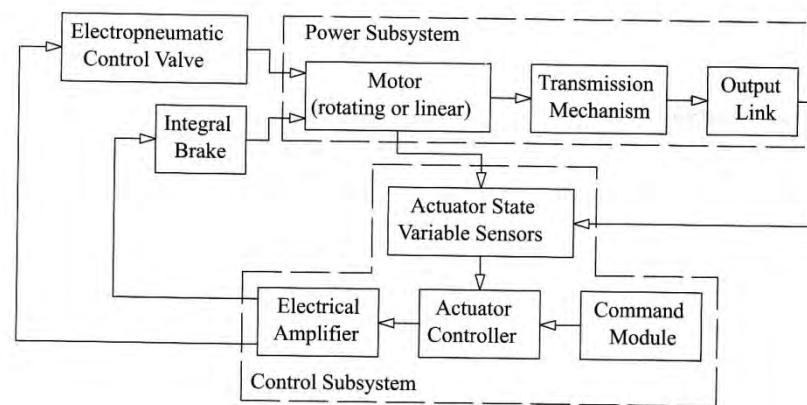 Electropneumatic
Control Valve
Power Subsystem
Motor
(rotating or linear)
Transmission
Mechanism
Output
Link
Integral
Brake
Actuator State
Variable Sensors
Electrical
Amplifier
Actuator
Controller
Command
Module
Control Subsystem